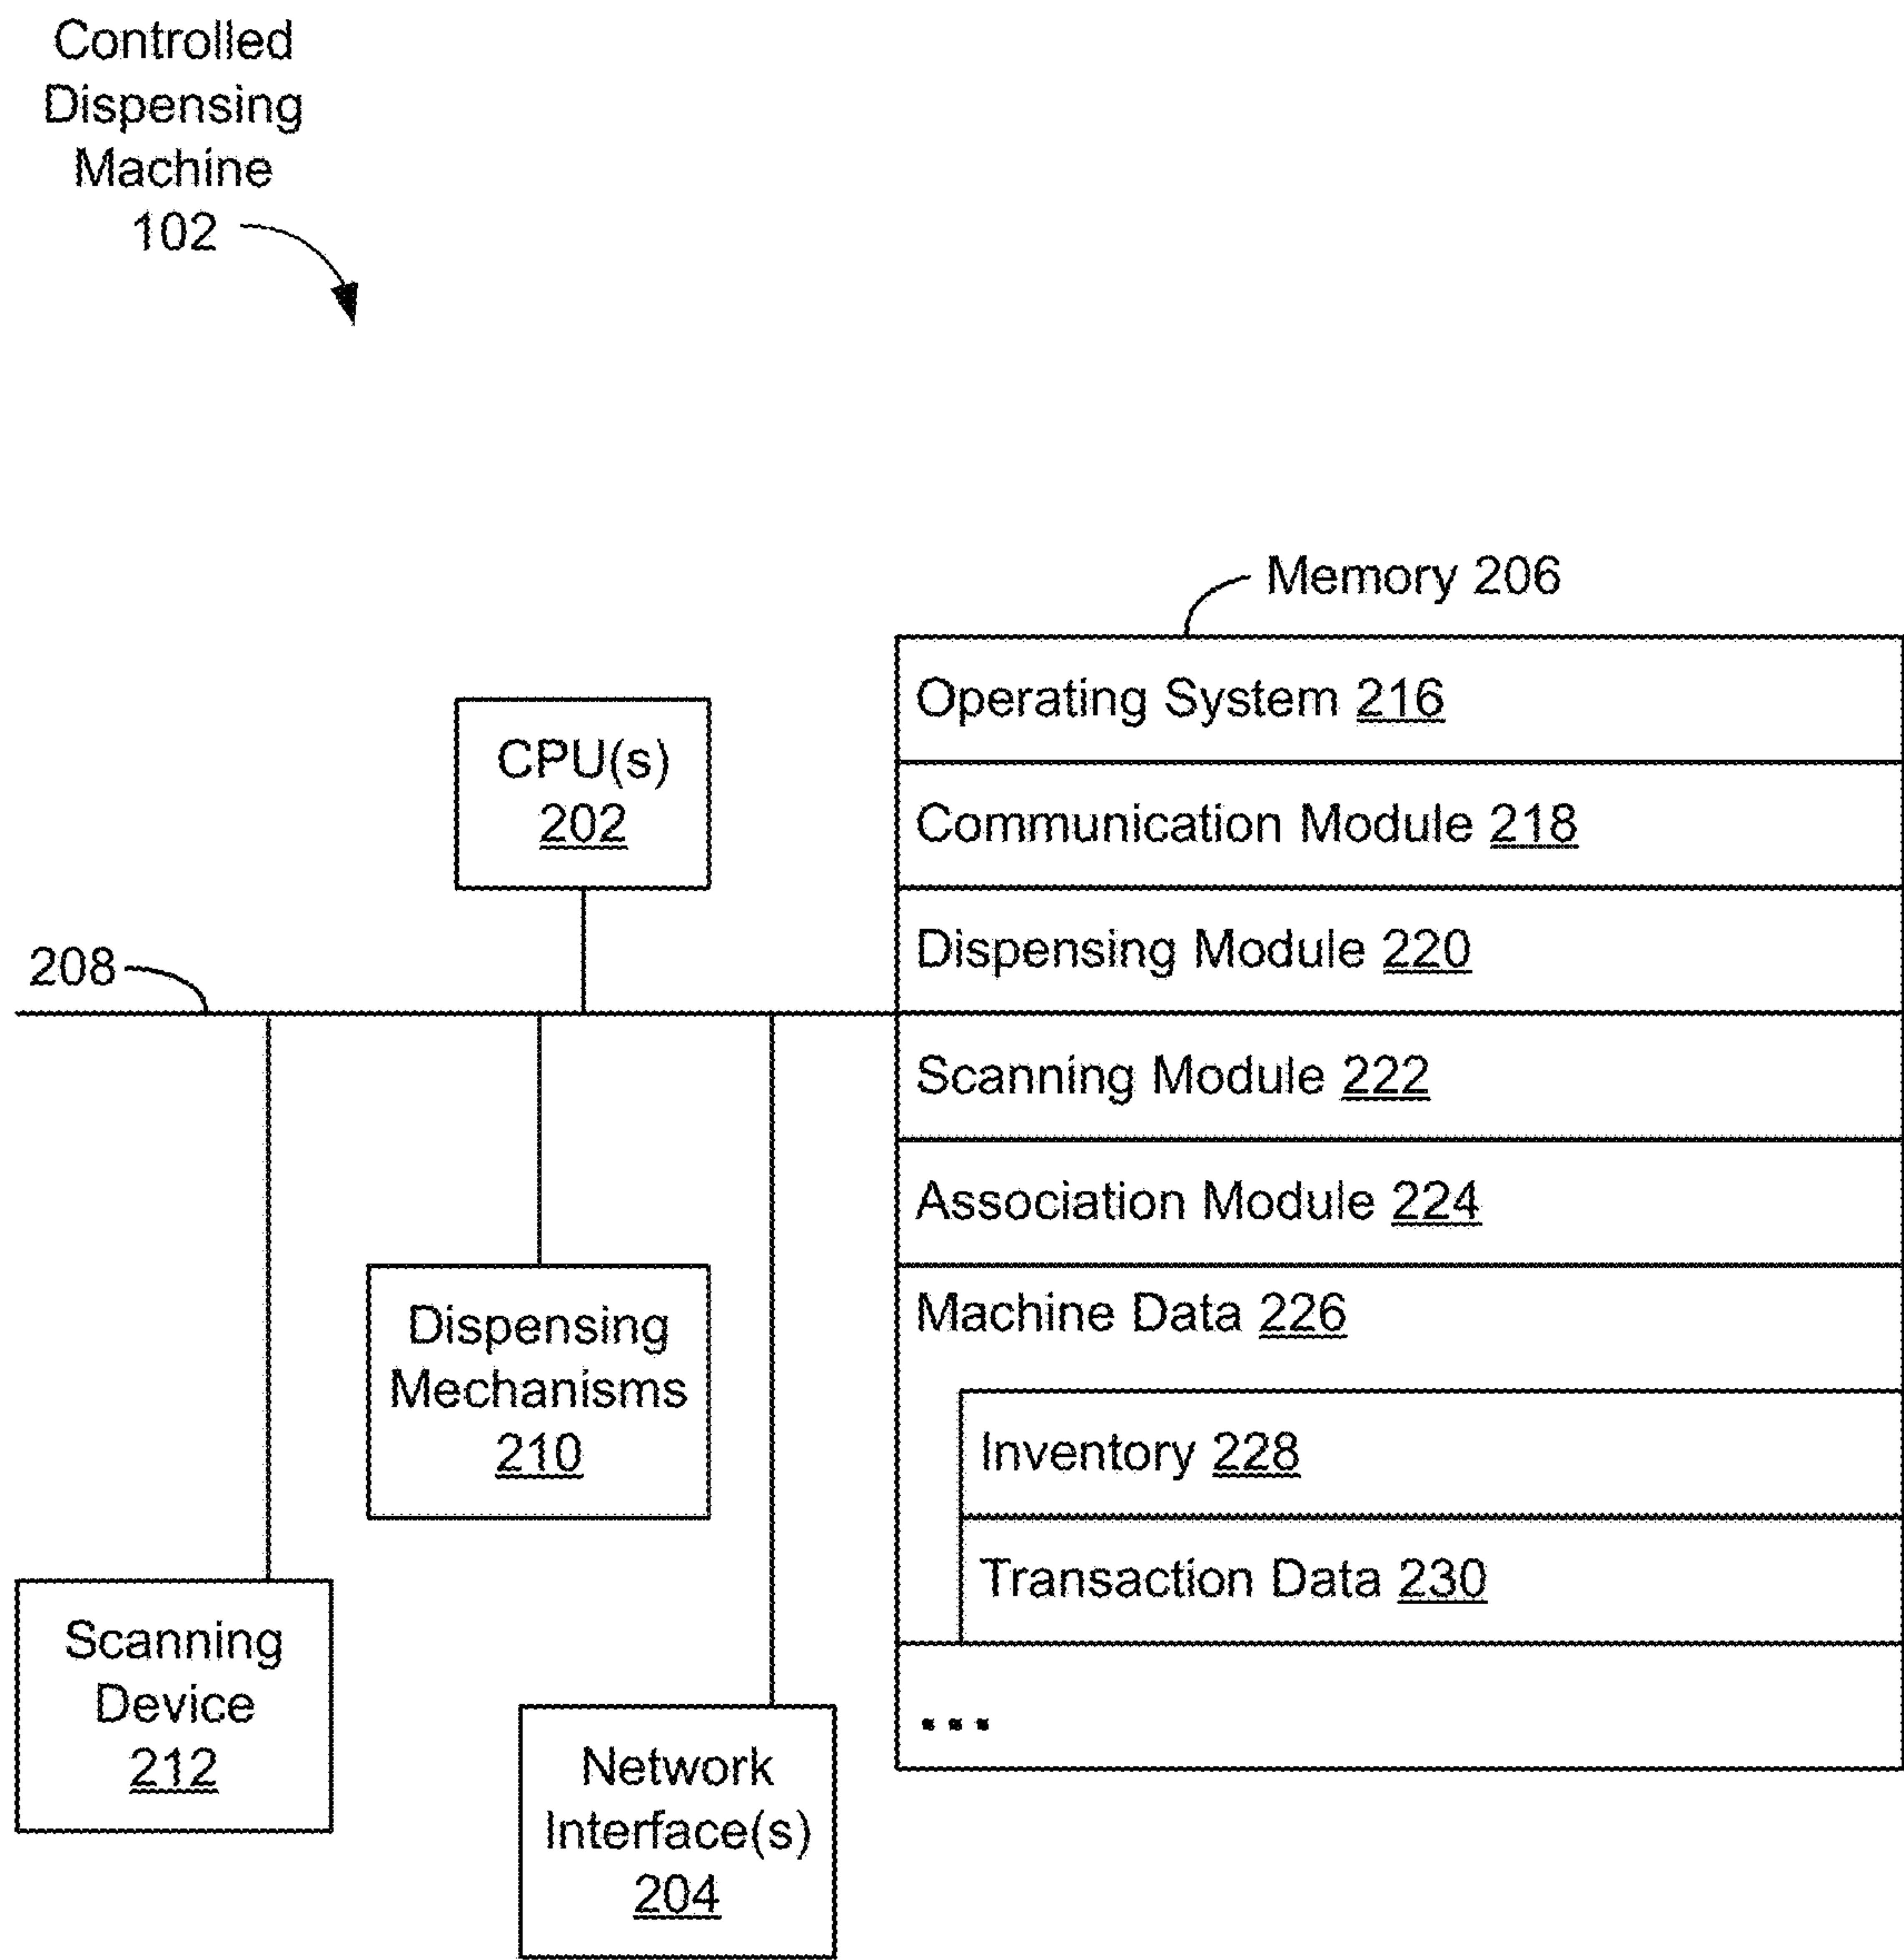 Controlled
Dispensing
Machine
102
Memory 206
Operating System 216
CPU(s)
202
Communication Module 218
Dispensing Module 220
208
Scanning Module 222
Association Module 224
Machine Data 226
Dispensing
Mechanisms
210
Inventory 228
Transaction Data 230
Scanning
Device
212
...
Network
Interface(s)
204